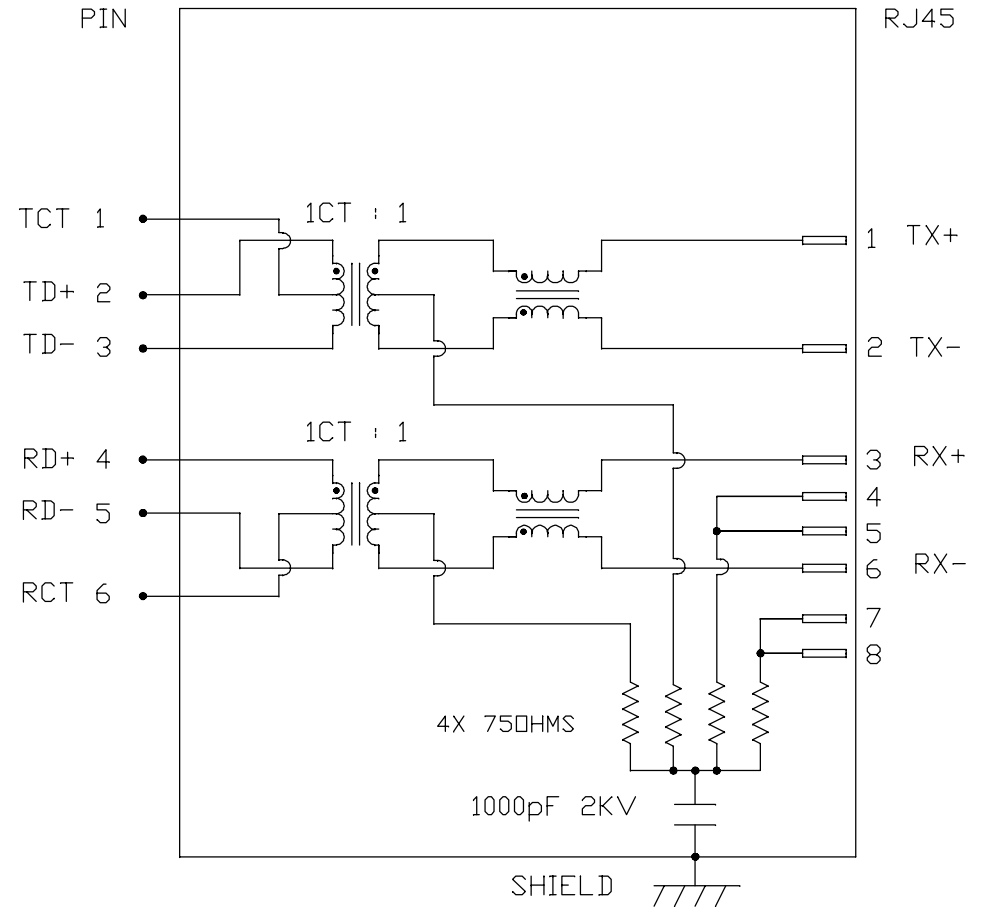 PIN RJ45
1CT : 1
TCT 1
1 TX+
TD+ 2
TD- 3
2 TX-
1CT : 1
RD+ 4
3 RX+
4
RD- 5
5
6 RX-
RCT 6
7
8
4X 75OHMS
1000pF 2KV
SHIELD